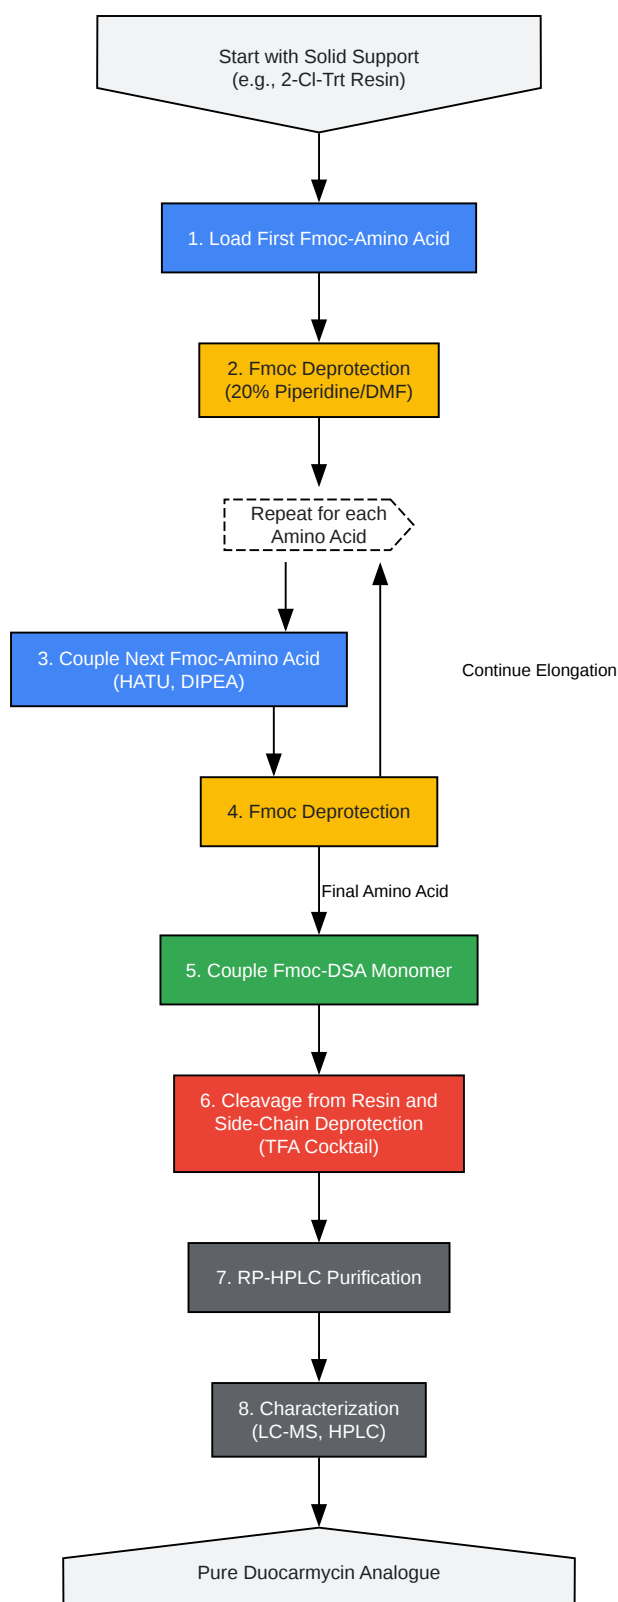 Start with Solid Support
(e.g., 2-Cl-Trt Resin)
1. Load First Fmoc-Amino Acid
2. Fmoc Deprotection
(20% Piperidine/DMF)
Repeat for each
Amino Acid
3. Couple Next Fmoc-Amino Acid
(HATU, DIPEA)
Continue Elongation
4. Fmoc Deprotection
Final Amino Acid
5. Couple Fmoc-DSA Monomer
6. Cleavage from Resin and
Side-Chain Deprotection
(TFA Cocktail)
7. RP-HPLC Purification
8. Characterization
(LC-MS, HPLC)
Pure Duocarmycin Analogue